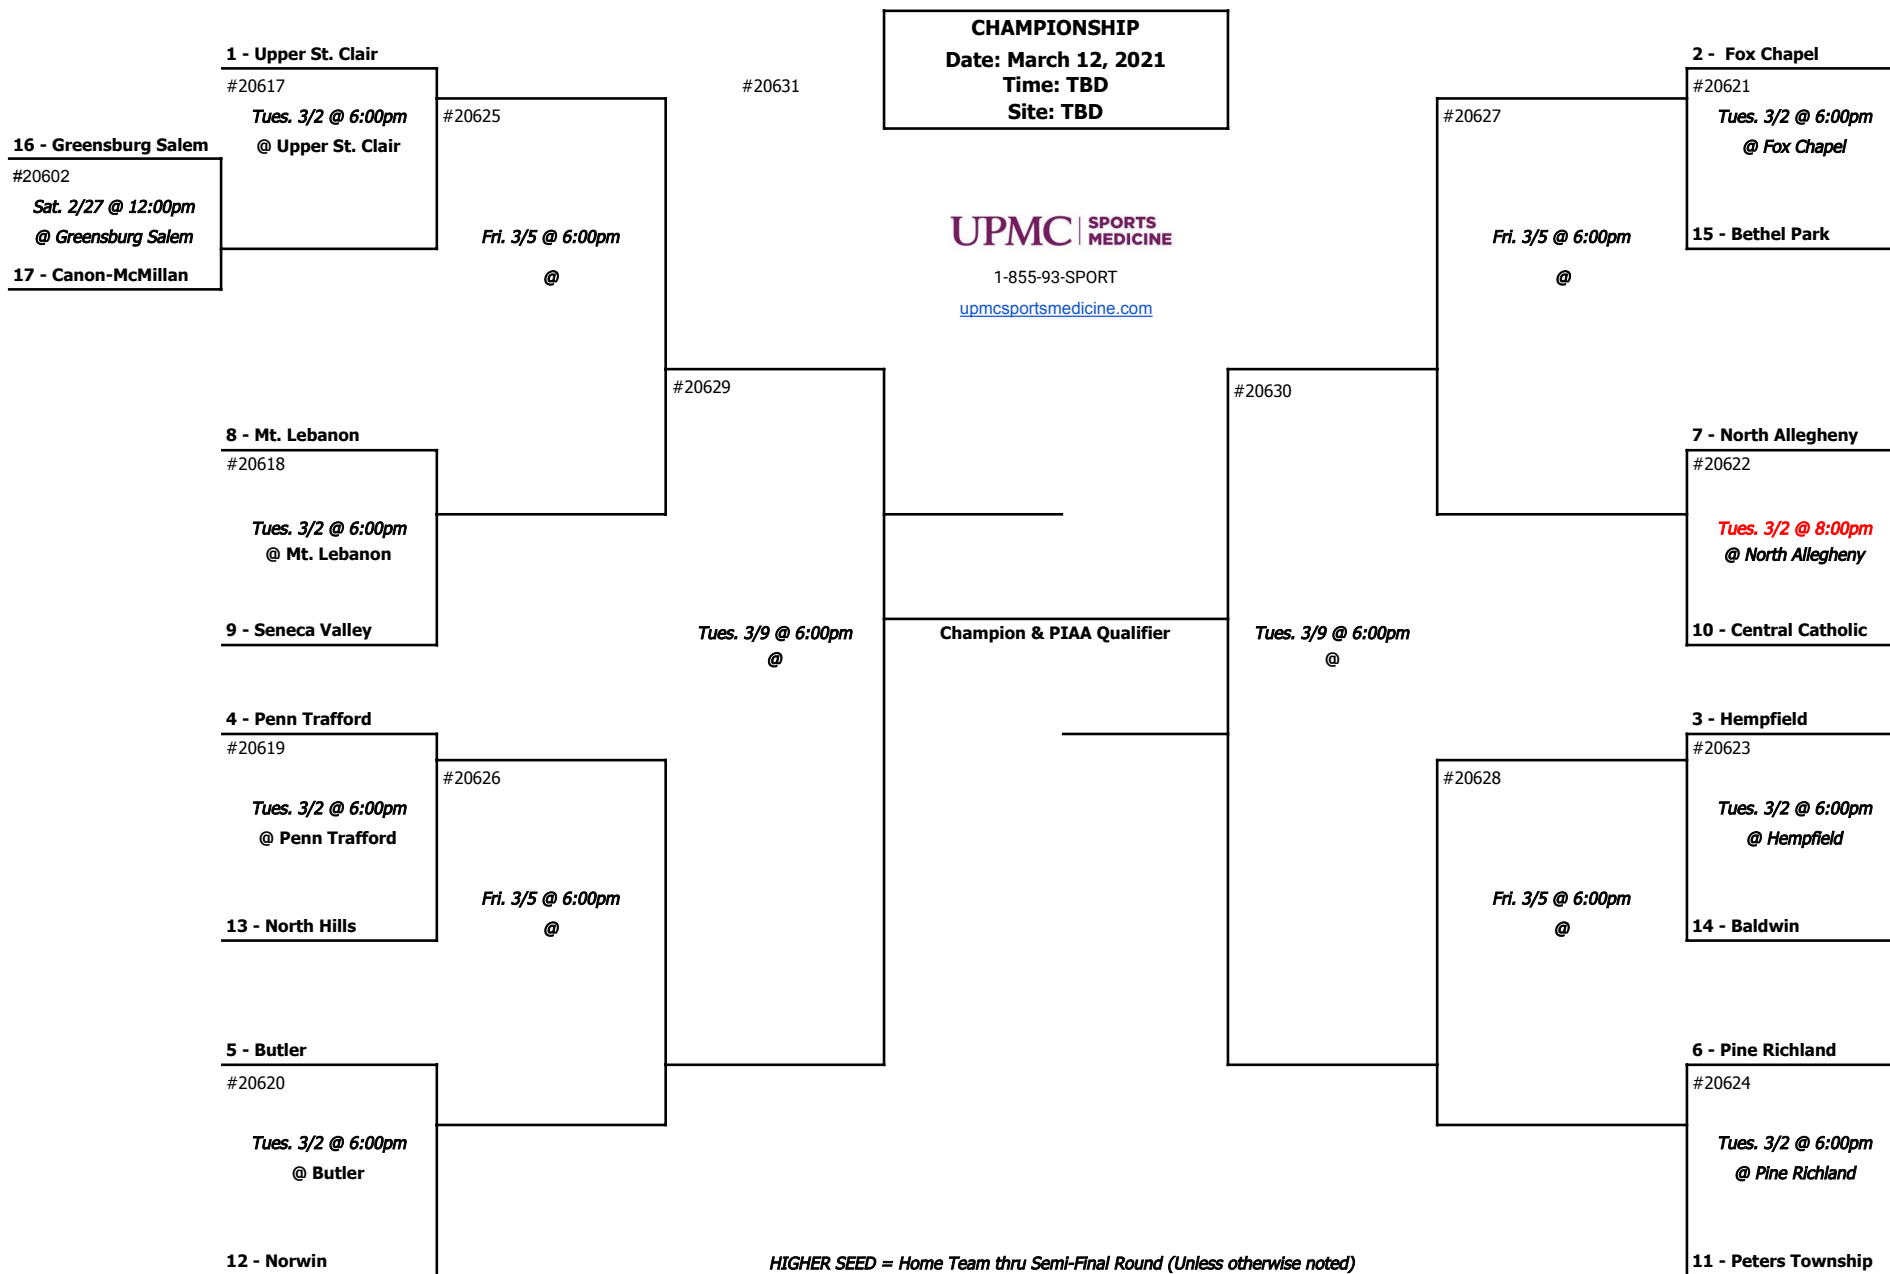 CHAMPIONSHIP
Date: March 12, 2021
Time: TBD
Site: TBD
#20631
1 - Upper St. Clair
#20617
Tues. 3/2 @ 6:00pm
@ Upper St. Clair
16 - Greensburg Salem
#20602
Sat. 2/27 @ 12:00pm
@ Greensburg Salem
17 - Canon-McMillan
#20625
Fri. 3/5 @ 6:00pm
@
8 - Mt. Lebanon
#20618
Tues. 3/2 @ 6:00pm
@ Mt. Lebanon
9 - Seneca Valley
#20629
Tues. 3/9 @ 6:00pm
@
4 - Penn Trafford
#20619
Tues. 3/2 @ 6:00pm
@ Penn Trafford
13 - North Hills
#20626
Fri. 3/5 @ 6:00pm
@
5 - Butler
#20620
Tues. 3/2 @ 6:00pm
@ Butler
12 - Norwin
UPMC | SPORTS MEDICINE
1-855-93-SPORT
upmcsportsmedicine.com
Champion & PIAA Qualifier
2 -  Fox Chapel
#20621
Tues. 3/2 @ 6:00pm
@ Fox Chapel
15 - Bethel Park
#20627
Fri. 3/5 @ 6:00pm
@
7 - North Allegheny
#20622
Tues. 3/2 @ 8:00pm
@ North Allegheny
10 - Central Catholic
#20630
Tues. 3/9 @ 6:00pm
@
3 - Hempfield
#20623
Tues. 3/2 @ 6:00pm
@ Hempfield
14 - Baldwin
#20628
Fri. 3/5 @ 6:00pm
@
6 - Pine Richland
#20624
Tues. 3/2 @ 6:00pm
@ Pine Richland
11 - Peters Township
HIGHER SEED = Home Team thru Semi-Final Round (Unless otherwise noted)